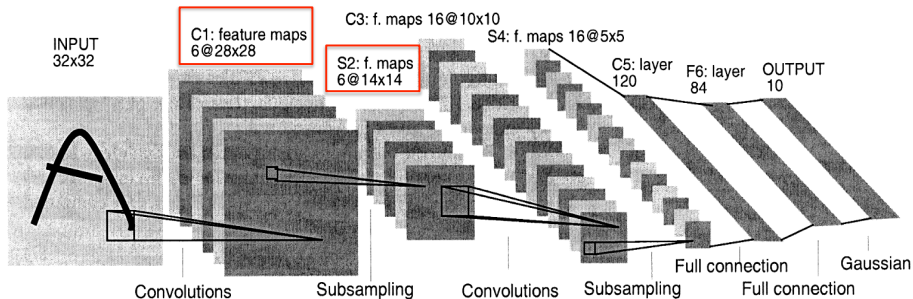 INPUT
32x32
C1: feature maps
6@28x28
S2: f. maps
6@14x14
C3: f. maps 16@10x10
S4: f. maps 16@5x5
C5: layer
120
F6: layer
84
OUTPUT
10
Convolutions
Subsampling
Convolutions
Subsampling
Full connection
Full connection
Gaussian